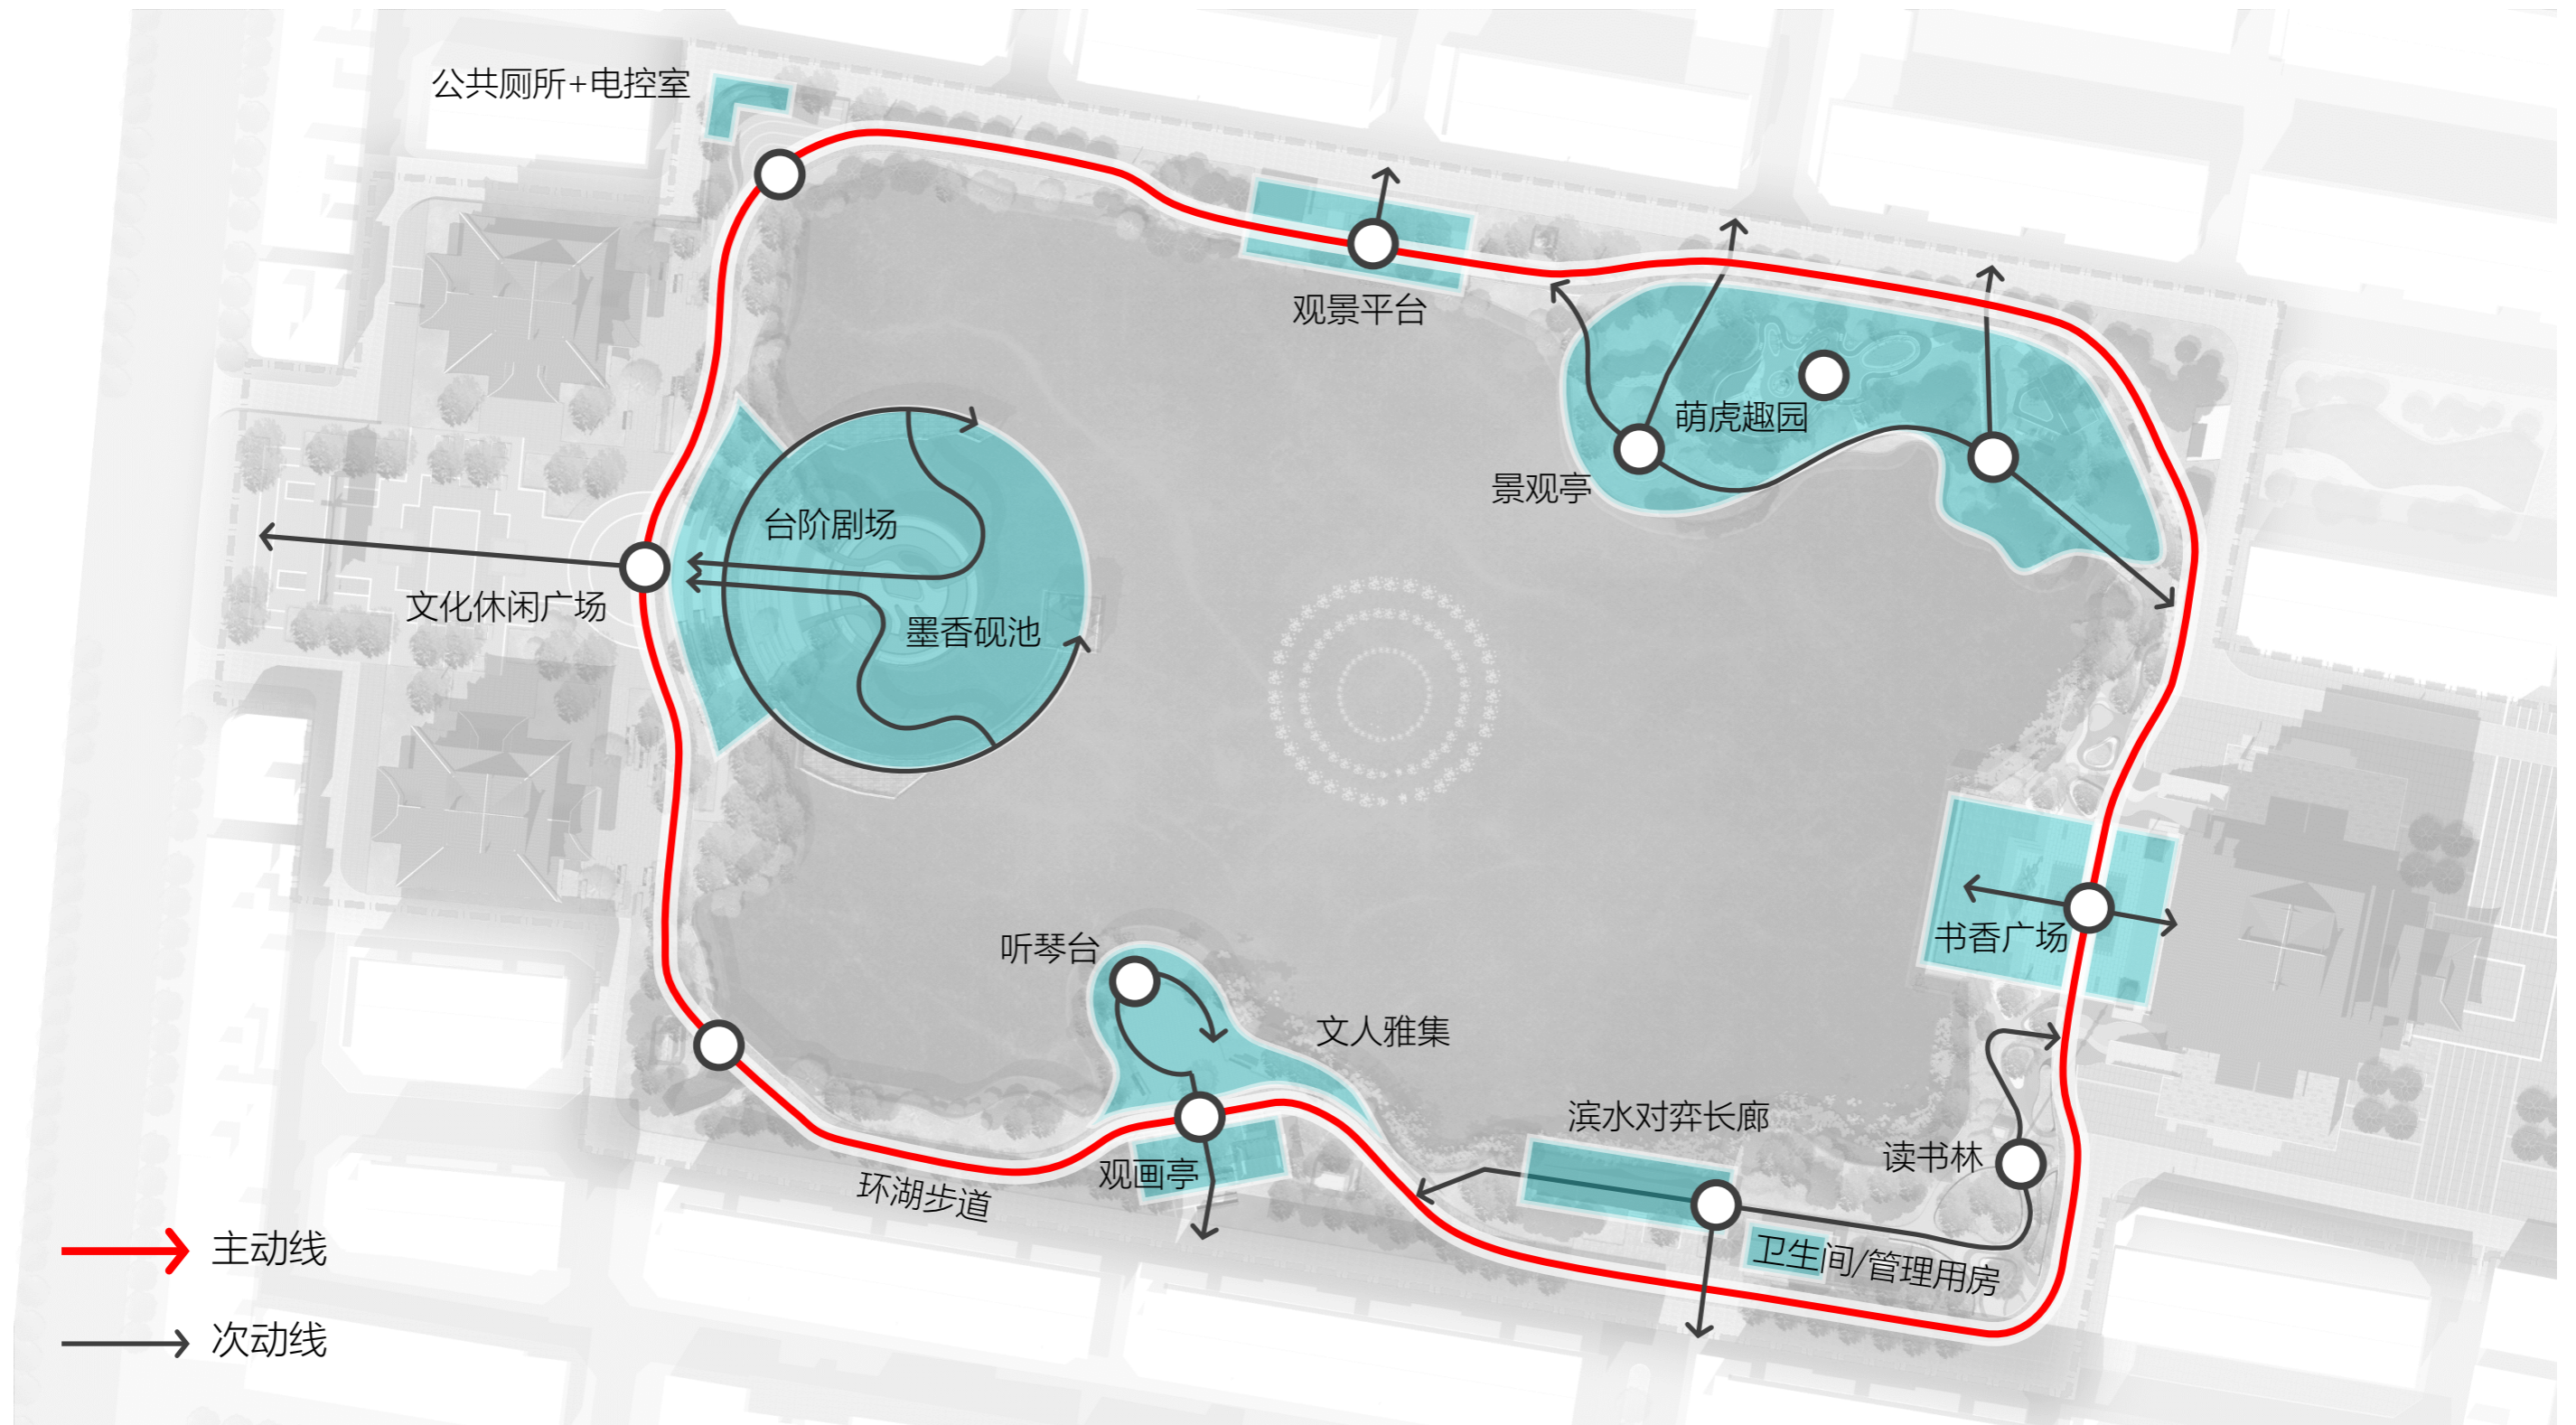 公共厕所+电控室
观景平台
萌虎趣园
景观亭
台阶剧场
文化休闲广场
墨香砚池
书香广场
听琴台
文人雅集
滨水对弈长廊
读书林
观画亭
环湖步道
卫生间/管理用房
主动线
次动线